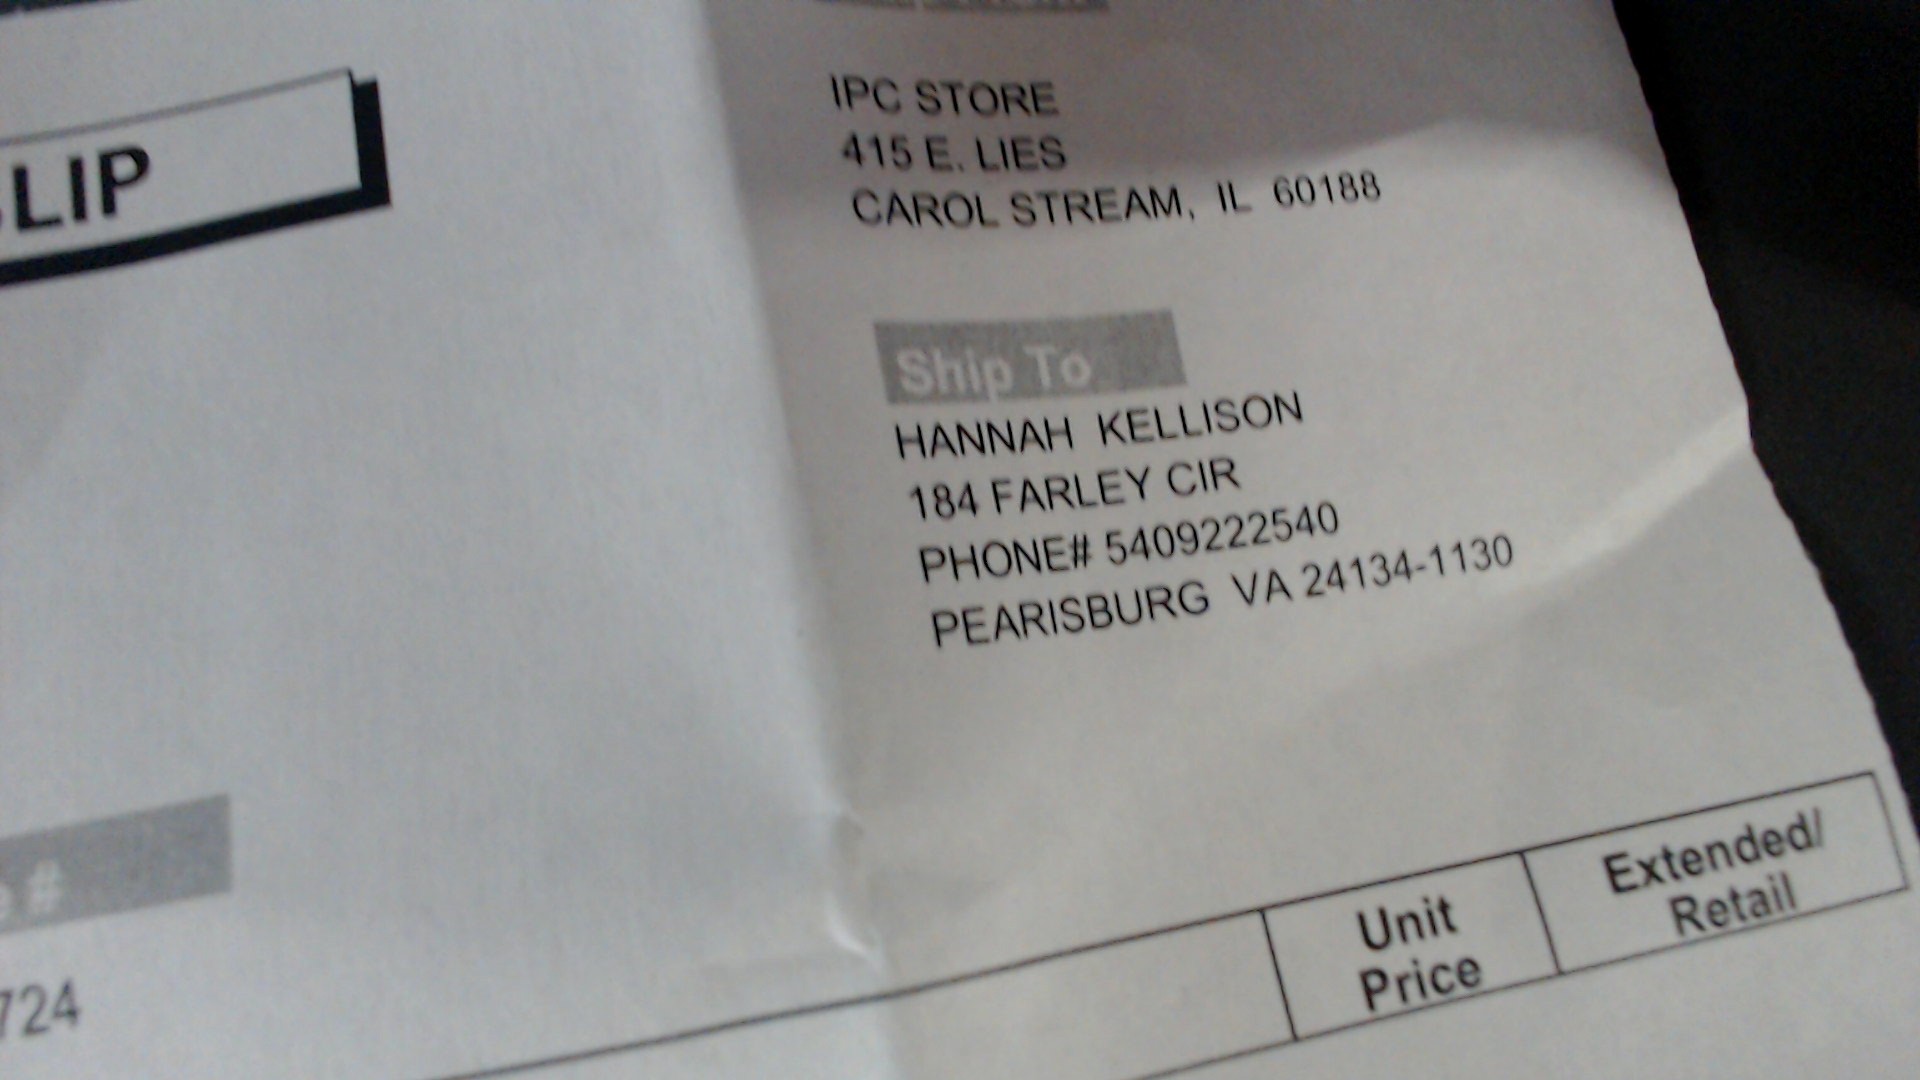 LIP
IPC STORE
415 E. LIES
CAROL STREAM, IL 60188
Ship To
HANNAH KELLISON
184 FARLEY CIR
PHONE# 5409222540
PEARISBURG VA 24134-1130
#
724
Unit Price
Extended/ Retail